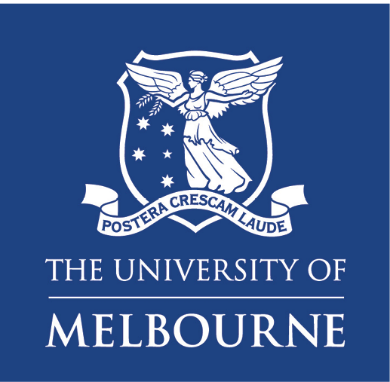 POSTERA CRESCAM LAUDE
THE UNIVERSITY OF
MELBOURNE